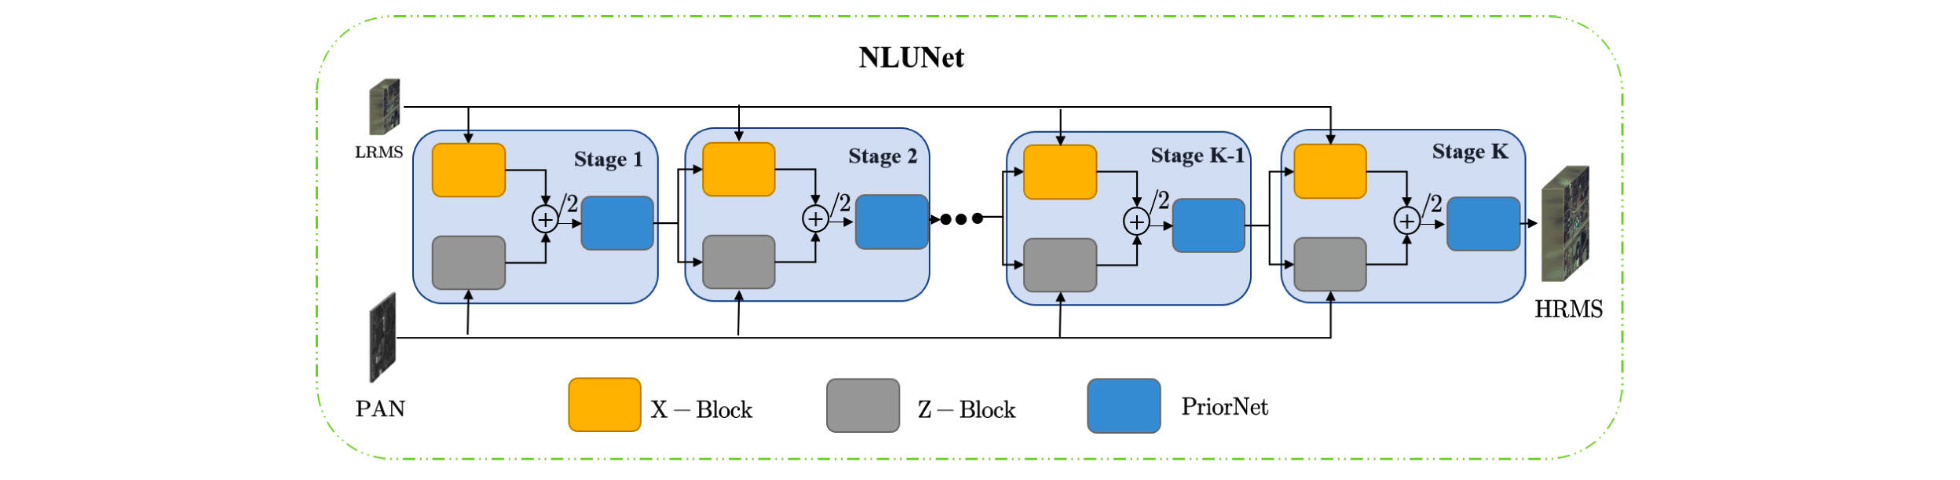 NLUNet
LRMS
Stage 1
Stage 2
Stage K-1
Stage K
/2
/2
/2
/2
+
+
+
+
HRMS
PAN
X – Block
Z – Block
PriorNet